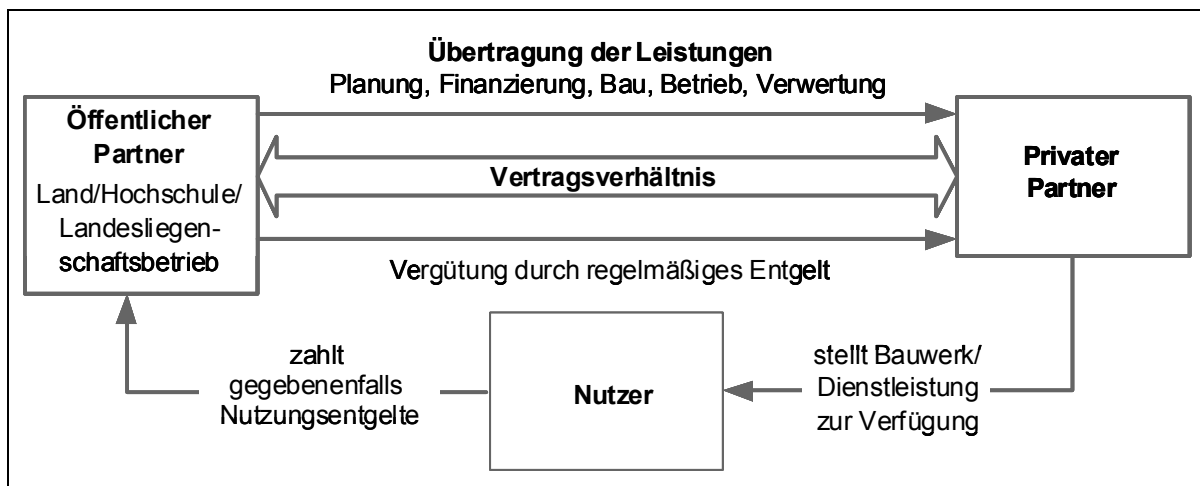 Übertragung der Leistungen
Planung, Finanzierung, Bau, Betrieb, Verwertung
Öffentlicher
Partner
Land/Hochschule/
Landesliegen-
schaftsbetrieb
Vertragsverhältnis
Privater
Partner
Vergütung durch regelmäßiges Entgelt
zahlt
gegebenenfalls
Nutzungsentgelte
Nutzer
stellt Bauwerk/
Dienstleistung
zur Verfügung